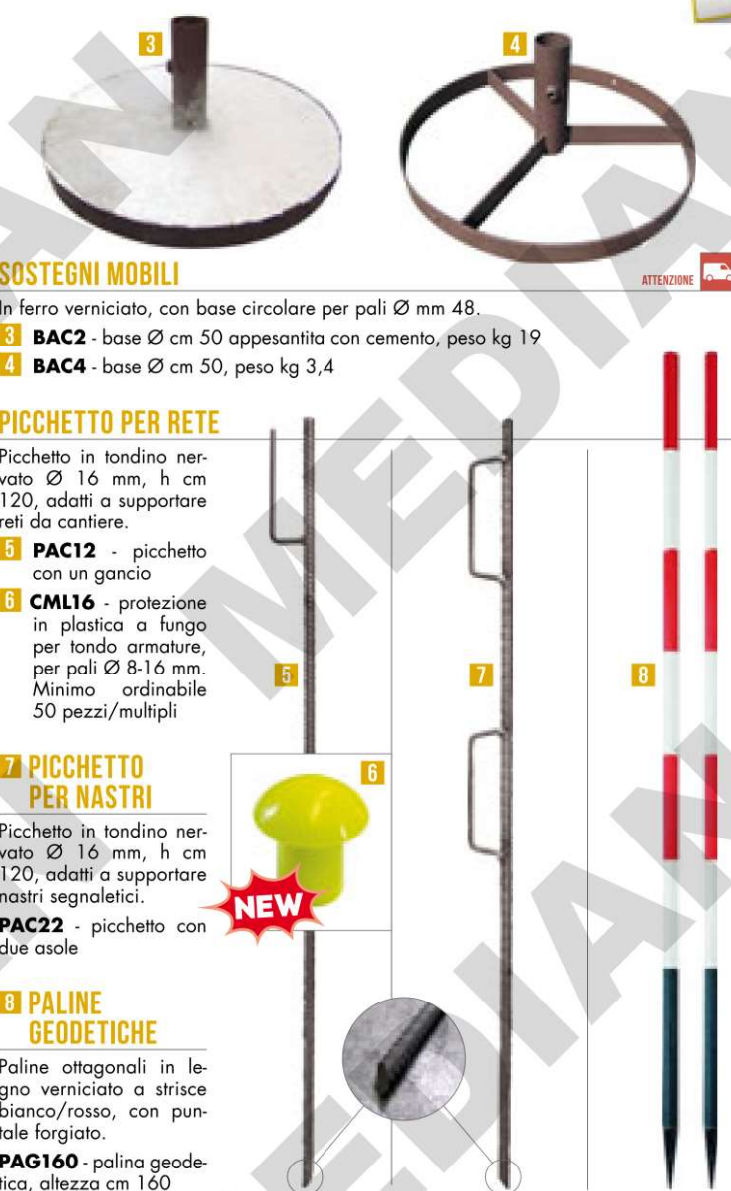 3
4
SOSTEGNI MOBILI
ATTENZIONE
In ferro verniciato, con base circolare per pali Ø mm 48.
3 BAC2 - base Ø cm 50 appesantita con cemento, peso kg 19
4 BAC4 - base Ø cm 50, peso kg 3,4
PICCHETTO PER RETE
Picchetto in tondino ner-
vato Ø 16 mm, h cm
120, adatti a supportare
reti da cantiere.
5 PAC12 - picchetto
con un gancio
6 CML16 - protezione
in plastica a fungo
per tondo armature,
per pali Ø 8-16 mm.
Minimo ordinabile
50 pezzi/multipli
5
7
8
6
NEW
7 PICCHETTO
PER NASTRI
Picchetto in tondino ner-
vato Ø 16 mm, h cm
120, adatti a supportare
nastri segnaletici.
PAC22 - picchetto con
due asole
8 PALINE
GEODETICHE
Paline ottagonali in le-
gno verniciato a strisce
bianco/rosso, con pun-
tale forgiato.
PAG160 - palina geode-
tica, altezza cm 160
MEDIAN
MEDIAN